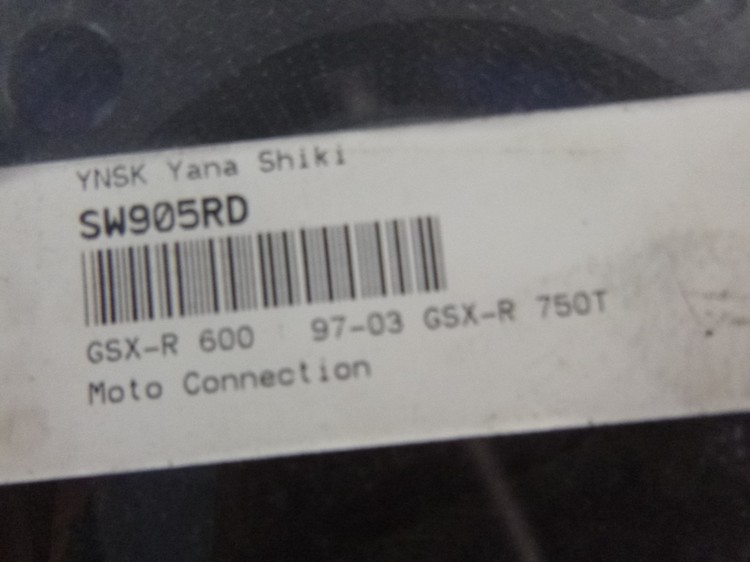 YNSK Yana Shiki
SW905RD
GSX-R 600 97-03 GSX-R 750T
Moto Connection